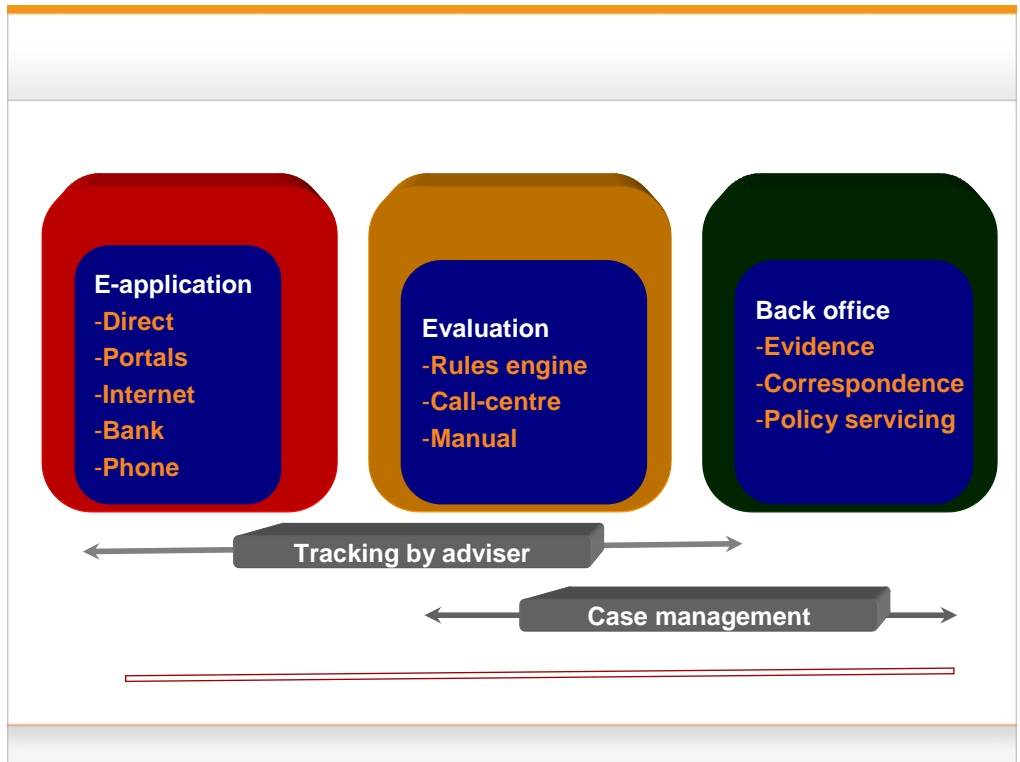 E-application
-Direct
-Portals
-Internet
-Bank
-Phone
Evaluation
-Rules engine
-Call-centre
-Manual
Back office
-Evidence
-Correspondence
-Policy servicing
Tracking by adviser
Case management